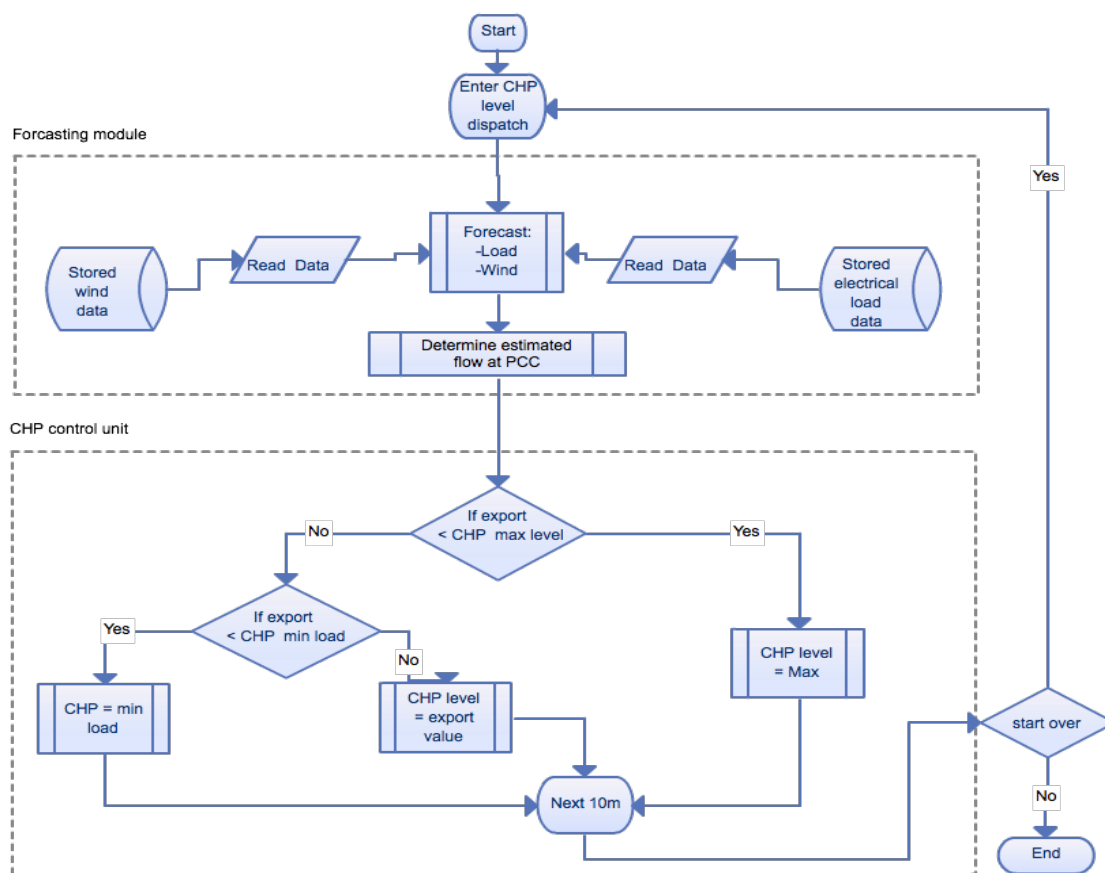 Start
Enter CHP
level
dispatch
Forcasting module
Yes
Forecast:
-Load
-Wind
Read  Data
Read  Data
Stored
wind
data
Stored
electrical
load
data
Determine estimated
flow at PCC
CHP control unit
If export
< CHP  max level
No
Yes
If export
< CHP  min load
Yes
No
CHP level
= Max
CHP = min
load
CHP level
= export
value
start over
Next 10m
No
End